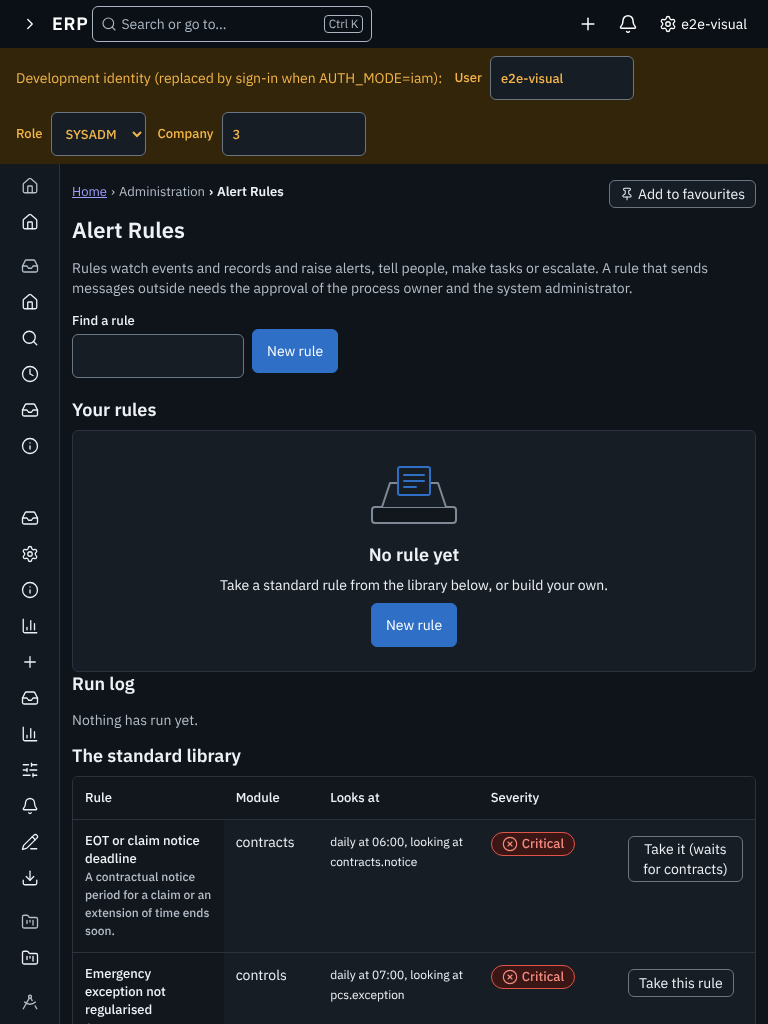 ERP
Search or go to...
Ctrl K
e2e-visual
Development identity (replaced by sign-in when AUTH_MODE=iam):
User
e2e-visual
Role
SYSADM
Company
3
Home › Administration › Alert Rules
Add to favourites
Alert Rules
Rules watch events and records and raise alerts, tell people, make tasks or escalate. A rule that sends
messages outside needs the approval of the process owner and the system administrator.
Find a rule
New rule
Your rules
No rule yet
Take a standard rule from the library below, or build your own.
New rule
Run log
Nothing has run yet.
The standard library
Rule Module Looks at Severity
EOT or claim notice
deadline
A contractual notice
period for a claim or an
extension of time ends
soon.
contracts
daily at 06:00, looking at
contracts.notice
Critical
Take it (waits
for contracts)
Emergency
exception not
regularised
controls
daily at 07:00, looking at
pcs.exception
Critical
Take this rule